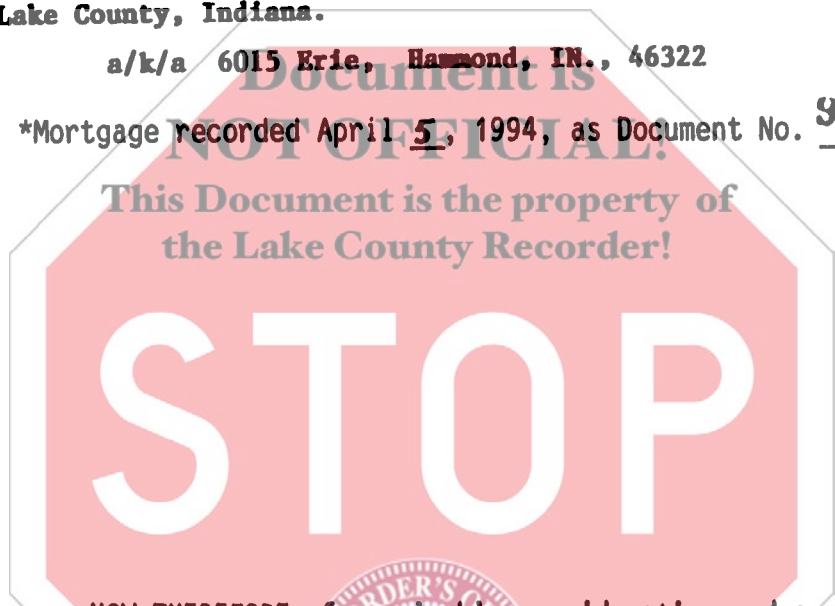 Lake County, Indiana.
a/k/a 6015 Erie, Hammond, IN., 46322
Document is
*Mortgage recorded April 5, 1994, as Document No. 9
NOT OFFICIAL!
This Document is the property of
the Lake County Recorder!
STOP